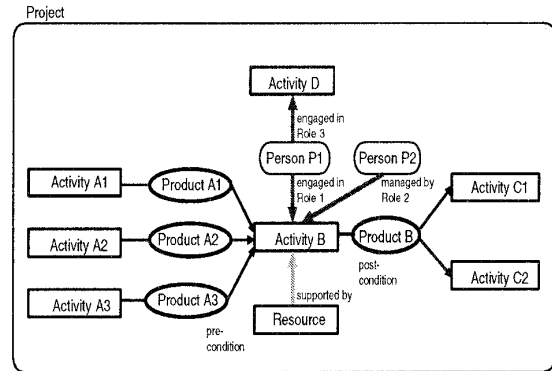 Project
Activity D
engaged in
Role 3
Person P1
Person P2
engaged in
Role 1
managed by
Role 2
Activity A1
Product A1
Activity C1
Activity A2
Product A2
Activity B
Product B
post-
condition
Activity C2
Activity A3
Product A3
pre-
condition
supported by
Resource